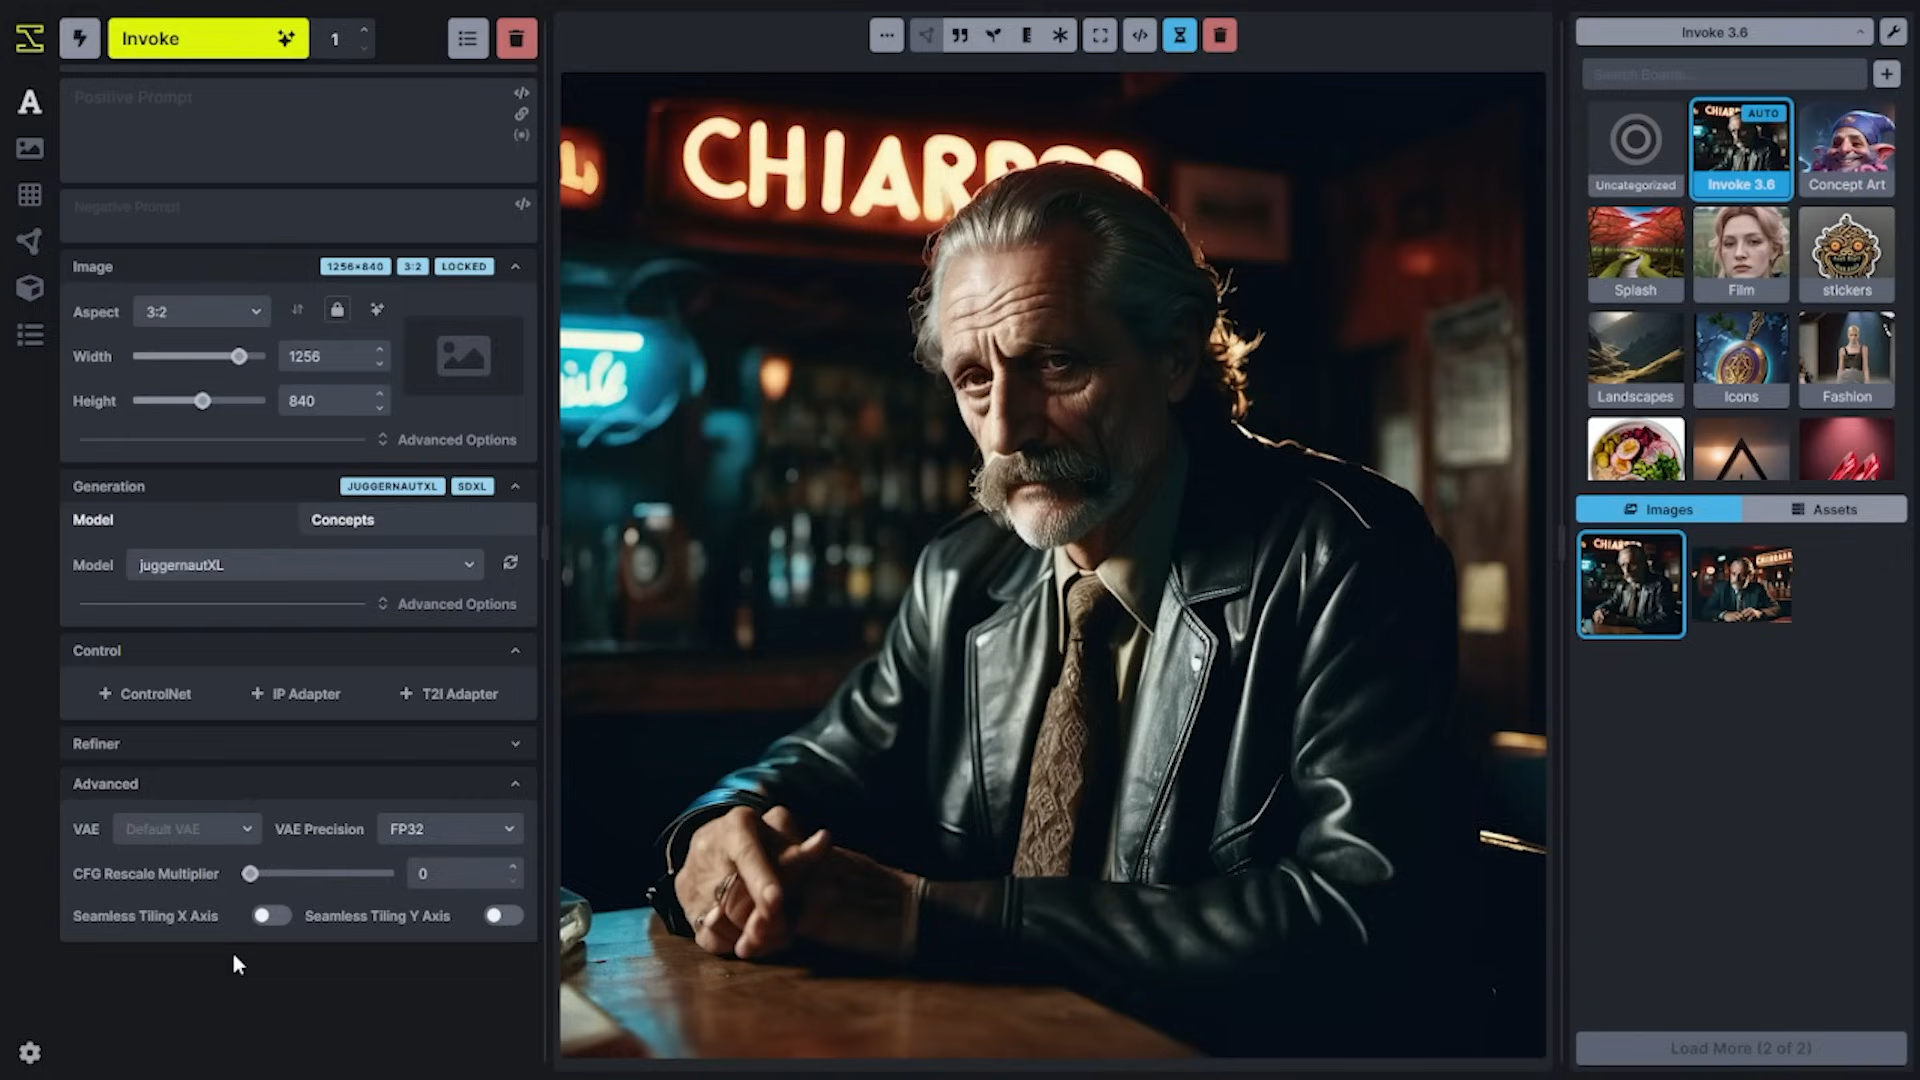 Invoke
1
Positive Prompt
Negative Prompt
Image
1256×840
3:2
LOCKED
Aspect
3:2
Width
1256
Height
840
Advanced Options
Generation
JUGGERNAUTXL
SDXL
Model
Concepts
Model
juggernautXL
Advanced Options
Control
+ ControlNet
+ IP Adapter
+ T2I Adapter
Refiner
Advanced
VAE
Default VAE
VAE Precision
FP32
CFG Rescale Multiplier
0
Seamless Tiling X Axis
Seamless Tiling Y Axis
Invoke 3.6
Search Boards...
AUTO
Uncategorized
Invoke 3.6
Concept Art
Splash
Film
stickers
Landscapes
Icons
Fashion
Images
Assets
Load More (2 of 2)